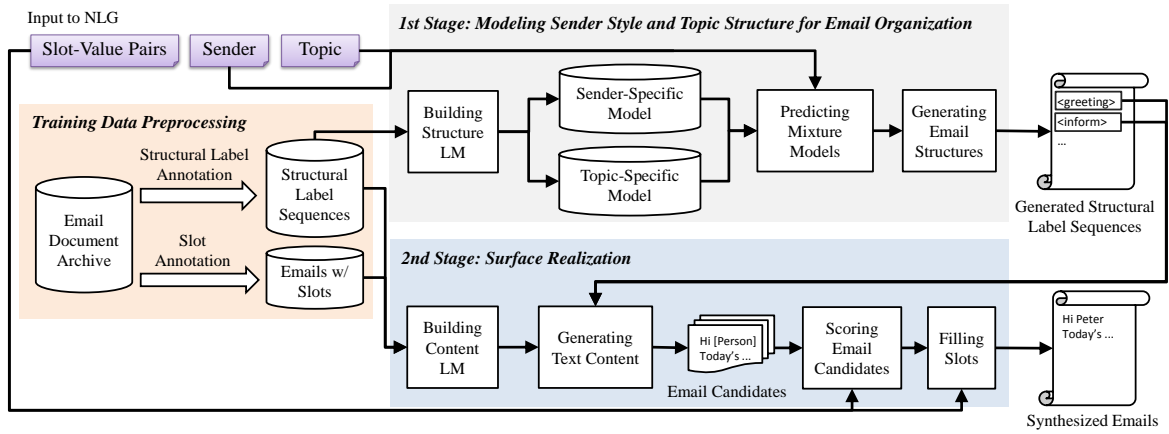 Input to NLG
Slot-Value Pairs
Sender
Topic
1st Stage: Modeling Sender Style and Topic Structure for Email Organization
Building
Structure
LM
Sender-Specific
Model
Topic-Specific
Model
Predicting
Mixture
Models
Generating
Email
Structures
<greeting>
<inform>
...
Generated Structural
Label Sequences
Training Data Preprocessing
Email
Document
Archive
Structural Label
Annotation
Slot
Annotation
Structural
Label
Sequences
Emails w/
Slots
2nd Stage: Surface Realization
Building
Content
LM
Generating
Text Content
Hi [Person]
Today's ...
Email Candidates
Scoring
Email
Candidates
Filling
Slots
Hi Peter
Today's ...
Synthesized Emails